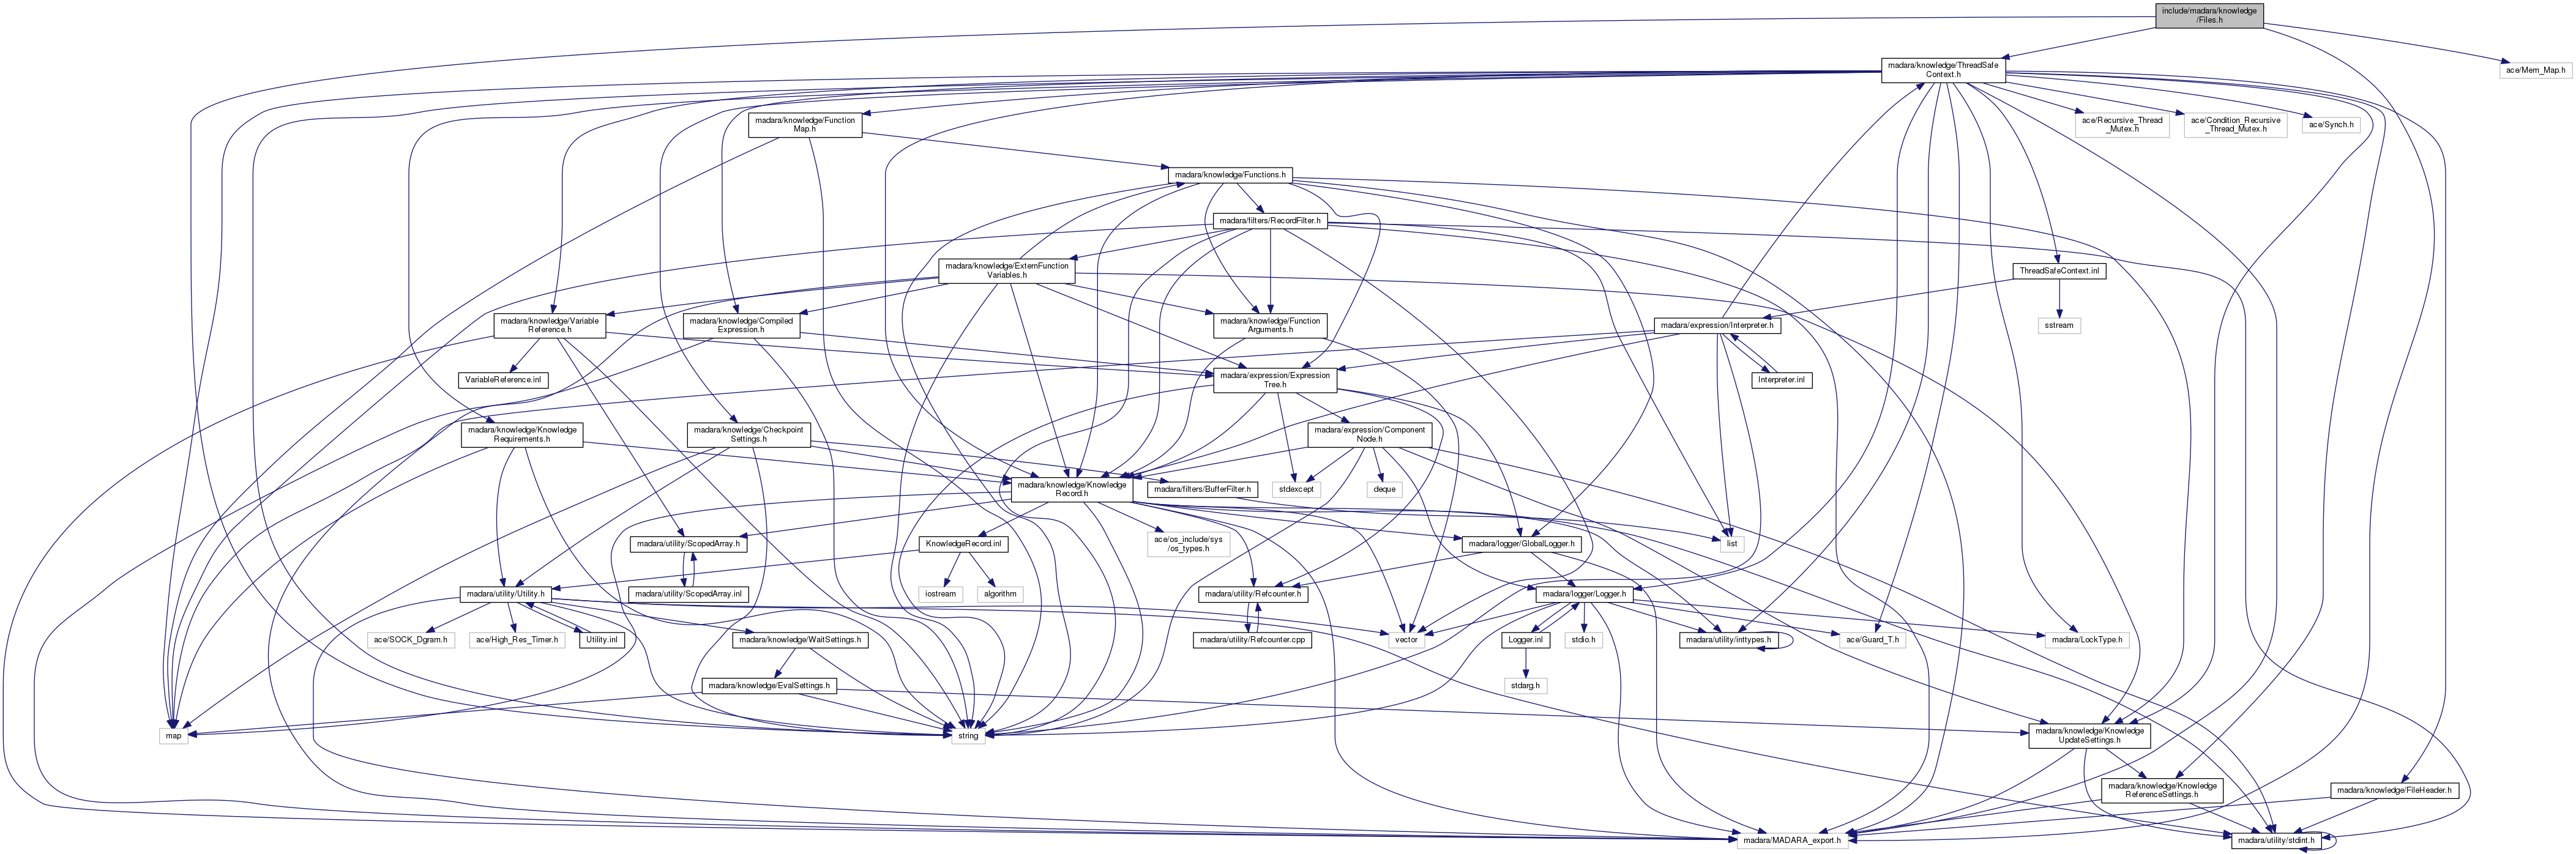 include/madara/knowledge
/Files.h
madara/knowledge/ThreadSafe
Context.h
ace/Mem_Map.h
madara/knowledge/Function
Map.h
ace/Recursive_Thread
_Mutex.h
ace/Condition_Recursive
_Thread_Mutex.h
ace/Synch.h
madara/knowledge/Functions.h
madara/filters/RecordFilter.h
madara/knowledge/ExternFunction
Variables.h
ThreadSafeContext.inl
madara/knowledge/Variable
Reference.h
madara/knowledge/Compiled
Expression.h
madara/knowledge/Function
Arguments.h
madara/expression/Interpreter.h
sstream
VariableReference.inl
madara/expression/Expression
Tree.h
Interpreter.inl
madara/knowledge/Knowledge
Requirements.h
madara/knowledge/Checkpoint
Settings.h
madara/expression/Component
Node.h
madara/knowledge/Knowledge
Record.h
madara/filters/BufferFilter.h
stdexcept
deque
madara/utility/ScopedArray.h
KnowledgeRecord.inl
ace/os_include/sys
/os_types.h
madara/logger/GlobalLogger.h
list
madara/utility/Utility.h
madara/utility/ScopedArray.inl
iostream
algorithm
madara/utility/Refcounter.h
madara/logger/Logger.h
ace/SOCK_Dgram.h
ace/High_Res_Timer.h
Utility.inl
madara/knowledge/WaitSettings.h
madara/utility/Refcounter.cpp
vector
Logger.inl
stdio.h
madara/utility/inttypes.h
ace/Guard_T.h
madara/LockType.h
madara/knowledge/EvalSettings.h
stdarg.h
map
string
madara/knowledge/Knowledge
UpdateSettings.h
madara/knowledge/Knowledge
ReferenceSettings.h
madara/knowledge/FileHeader.h
madara/MADARA_export.h
madara/utility/stdint.h